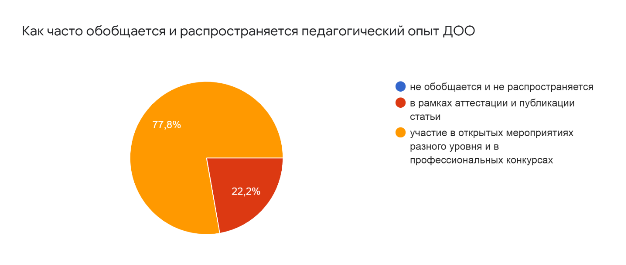 Как часто обобщается и распространяется педагогический опыт ДОО
77,8%
22,2%
не обобщается и не распространяется
в рамках аттестации и публикации
статьи
участие в открытых мероприятиях
разного уровня и в
профессиональных конкурсах